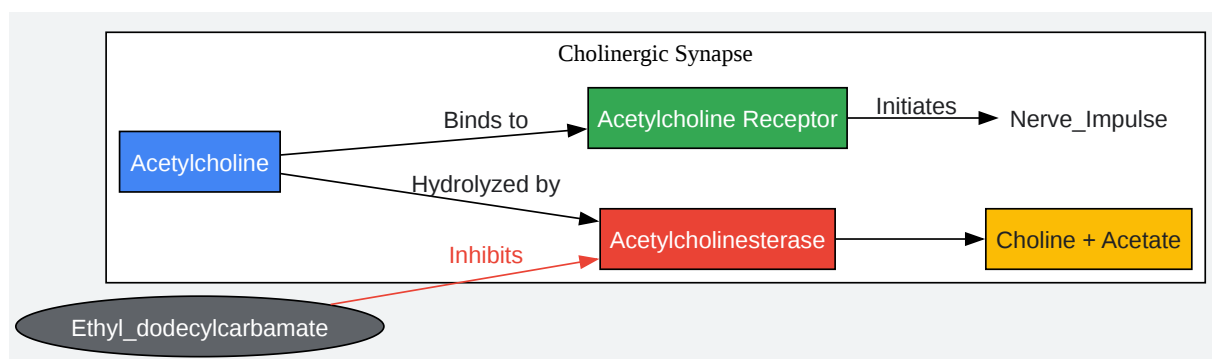 Cholinergic Synapse
Binds to
Acetylcholine Receptor
Initiates
Nerve_Impulse
Acetylcholine
Hydrolyzed by
Acetylcholinesterase
Choline + Acetate
Inhibits
Ethyl_dodecylcarbamate